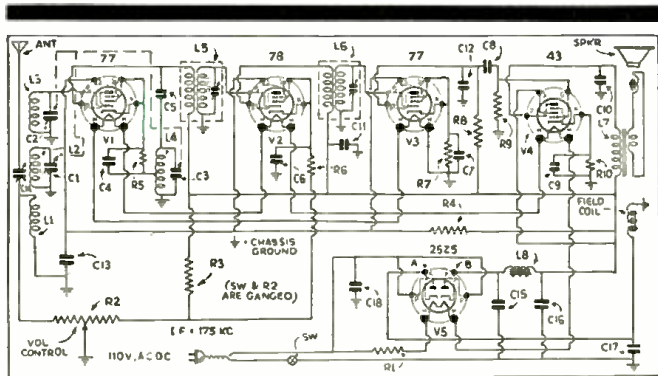 ANT
77
L5
78
L6
77
C12
C8
43
SPKR
L3
C5
C10
L7
C2
L2
L4
R8
R9
V4
V1
V2
V3
C11
C1
C4
R5
C3
C6
R6
R7
C7
C9
R10
L1
R4
FIELD
COIL
CHASSIS
GROUND
25Z5
C13
R3
A
B
L8
(SW & R2
ARE GANGED)
C18
C15
C16
R2
I F = 175 KC
V5
VOL
CONTROL
110V, AC DC
SW
R1
C17